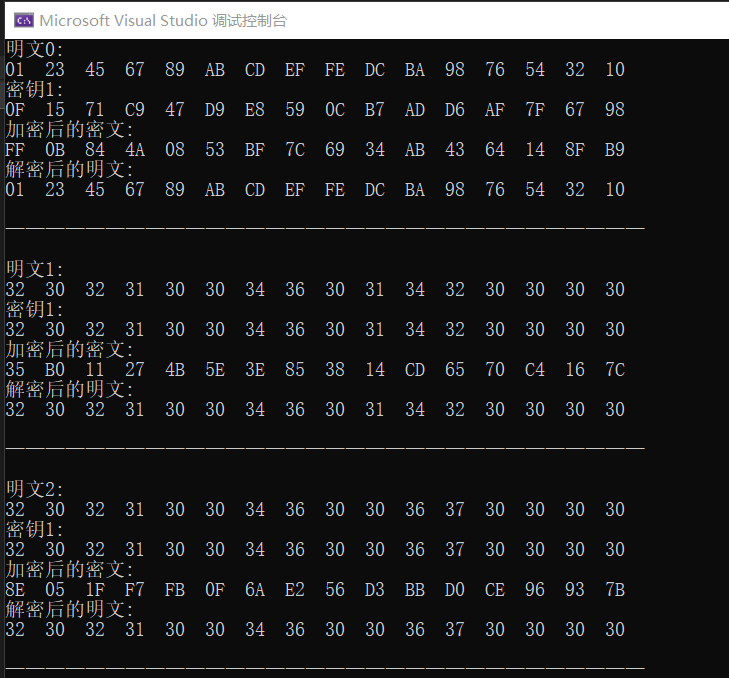 Microsoft Visual Studio 调试控制台
明文0:
01 23 45 67 89 AB CD EF FE DC BA 98 76 54 32 10
密钥1:
0F 15 71 C9 47 D9 E8 59 0C B7 AD D6 AF 7F 67 98
加密后的密文:
FF 0B 84 4A 08 53 BF 7C 69 34 AB 43 64 14 8F B9
解密后的明文:
01 23 45 67 89 AB CD EF FE DC BA 98 76 54 32 10
————————————————————————————————
明文1:
32 30 32 31 30 30 34 36 30 31 34 32 30 30 30 30
密钥1:
32 30 32 31 30 30 34 36 30 31 34 32 30 30 30 30
加密后的密文:
35 B0 11 27 4B 5E 3E 85 38 14 CD 65 70 C4 16 7C
解密后的明文:
32 30 32 31 30 30 34 36 30 31 34 32 30 30 30 30
————————————————————————————————
明文2:
32 30 32 31 30 30 34 36 30 30 36 37 30 30 30 30
密钥1:
32 30 32 31 30 30 34 36 30 30 36 37 30 30 30 30
加密后的密文:
8E 05 1F F7 FB 0F 6A E2 56 D3 BB D0 CE 96 93 7B
解密后的明文:
32 30 32 31 30 30 34 36 30 30 36 37 30 30 30 30
————————————————————————————————